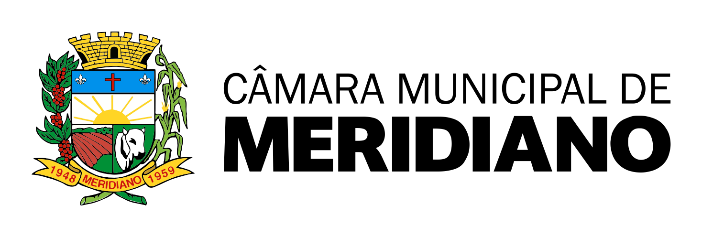 CÂMARA MUNICIPAL DE
MERIDIANO
1948 MERIDIANO 1959